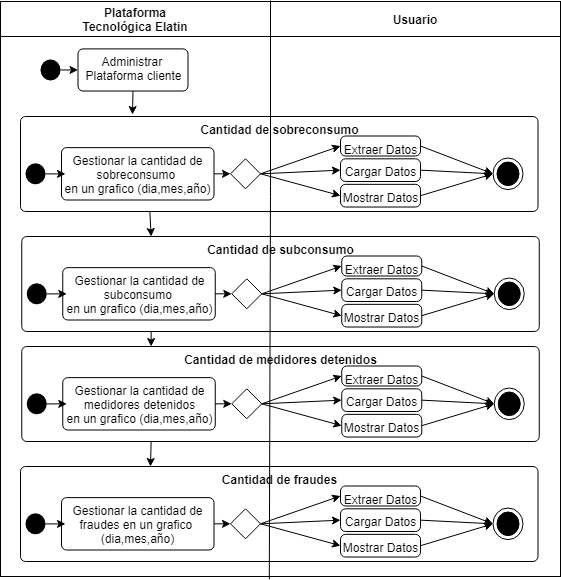 Plataforma
Tecnológica Elatin
Usuario
Administrar
Plataforma cliente
Cantidad de sobreconsumo
Gestionar la cantidad de
sobreconsumo
en un grafico (dia,mes,año)
Extraer Datos
Cargar Datos
Mostrar Datos
Cantidad de subconsumo
Gestionar la cantidad de
subconsumo
en un grafico (dia,mes,año)
Extraer Datos
Cargar Datos
Mostrar Datos
Cantidad de medidores detenidos
Gestionar la cantidad de
medidores detenidos
en un grafico (dia,mes,año)
Extraer Datos
Cargar Datos
Mostrar Datos
Cantidad de fraudes
Gestionar la cantidad de
fraudes en un grafico
(dia,mes,año)
Extraer Datos
Cargar Datos
Mostrar Datos